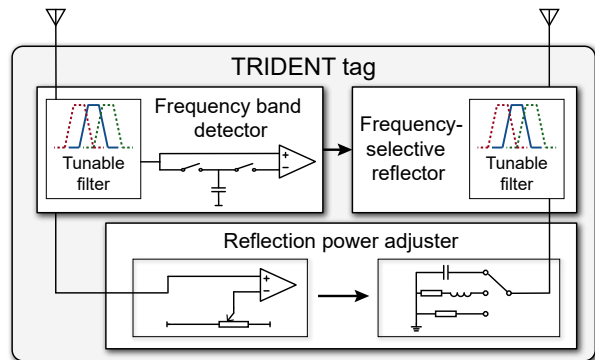 TRIDENT tag
Frequency band
detector
Tunable
filter
+
−
Frequency-
selective
reflector
Tunable
filter
Reflection power adjuster
+
−